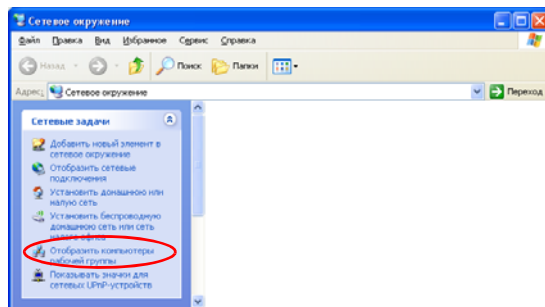 Сетевое окружение
Файл Правка Вид Избранное Сервис Справка
Назад Поиск Папки
Адрес: Сетевое окружение Переход
Сетевые задачи
Добавить новый элемент в
сетевое окружение
Отобразить сетевые
подключения
Установить домашнюю или
малую сеть
Установить беспроводную
домашнюю сеть или сеть
малого офиса
Отобразить компьютеры
рабочей группы
Показывать значки для
сетевых UPnP-устройств